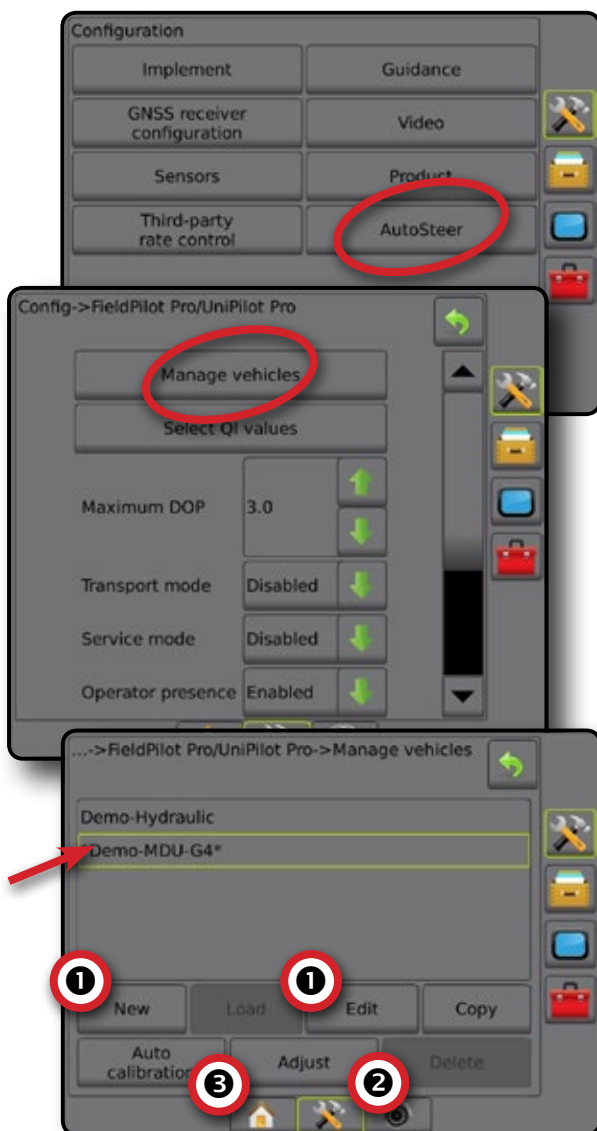 Configuration
Implement
Guidance
GNSS receiver
configuration
Video
Sensors
Product
Third-party
rate control
AutoSteer
Config->FieldPilot Pro/UniPilot Pro
Manage vehicles
Select QI values
Maximum DOP
3.0
Transport mode
Disabled
Service mode
Disabled
Operator presence
Enabled
...->FieldPilot Pro/UniPilot Pro->Manage vehicles
Demo-Hydraulic
*Demo-MDU-G4*
1
1
New
Load
Edit
Copy
Auto
calibration
Adjust
Delete
3
2